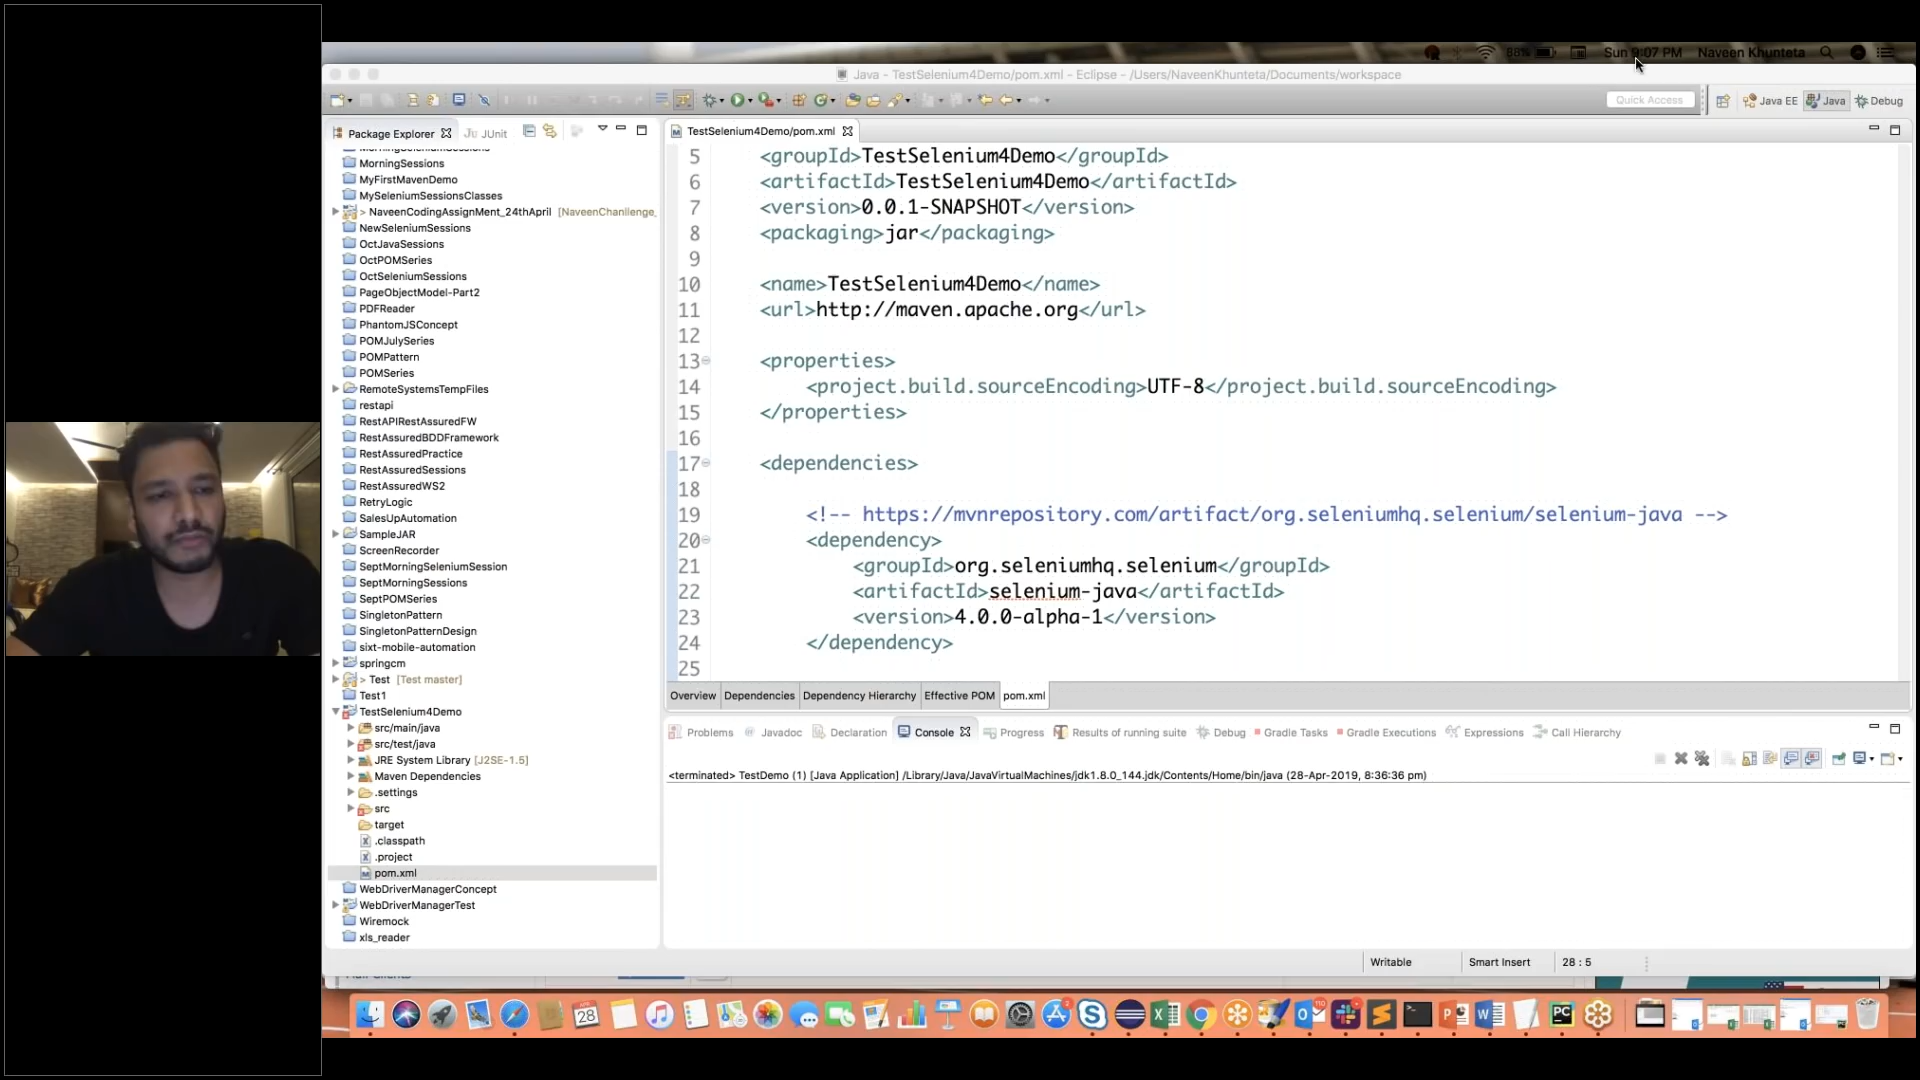 88%
Sun 9:07 PM
Naveen Khunteta
Java - TestSelenium4Demo/pom.xml - Eclipse - /Users/NaveenKhunteta/Documents/workspace
Quick Access
Java EE
Java
Debug
Package Explorer
JUnit
MorningSessions
MyFirstMavenDemo
MySeleniumSessionsClasses
> NaveenCodingAssignMent_24thApril [NaveenChanllenge_
NewSeleniumSessions
OctJavaSessions
OctPOMSeries
OctSeleniumSessions
PageObjectModel-Part2
PDFReader
PhantomJSConcept
POMJulySeries
POMPattern
POMSeries
RemoteSystemsTempFiles
restapi
RestAPIRestAssuredFW
RestAssuredBDDFramework
RestAssuredPractice
RestAssuredSessions
RestAssuredWS2
RetryLogic
SalesUpAutomation
SampleJAR
ScreenRecorder
SeptMorningSeleniumSession
SeptMorningSessions
SeptPOMSeries
SingletonPattern
SingletonPatternDesign
sixt-mobile-automation
springcm
> Test [Test master]
Test1
TestSelenium4Demo
src/main/java
src/test/java
JRE System Library [J2SE-1.5]
Maven Dependencies
.settings
src
target
.classpath
.project
pom.xml
WebDriverManagerConcept
WebDriverManagerTest
Wiremock
xls_reader
TestSelenium4Demo/pom.xml
5 <groupId>TestSelenium4Demo</groupId>
6 <artifactId>TestSelenium4Demo</artifactId>
7 <version>0.0.1-SNAPSHOT</version>
8 <packaging>jar</packaging>
9
10 <name>TestSelenium4Demo</name>
11 <url>http://maven.apache.org</url>
12
13 <properties>
14 <project.build.sourceEncoding>UTF-8</project.build.sourceEncoding>
15 </properties>
16
17 <dependencies>
18
19 <!-- https://mvnrepository.com/artifact/org.seleniumhq.selenium/selenium-java -->
20 <dependency>
21 <groupId>org.seleniumhq.selenium</groupId>
22 <artifactId>selenium-java</artifactId>
23 <version>4.0.0-alpha-1</version>
24 </dependency>
25
Overview
Dependencies
Dependency Hierarchy
Effective POM
pom.xml
Problems
Javadoc
Declaration
Console
Progress
Results of running suite
Debug
Gradle Tasks
Gradle Executions
Expressions
Call Hierarchy
<terminated> TestDemo (1) [Java Application] /Library/Java/JavaVirtualMachines/jdk1.8.0_144.jdk/Contents/Home/bin/java (28-Apr-2019, 8:36:36 pm)
Writable
Smart Insert
28 : 5
28